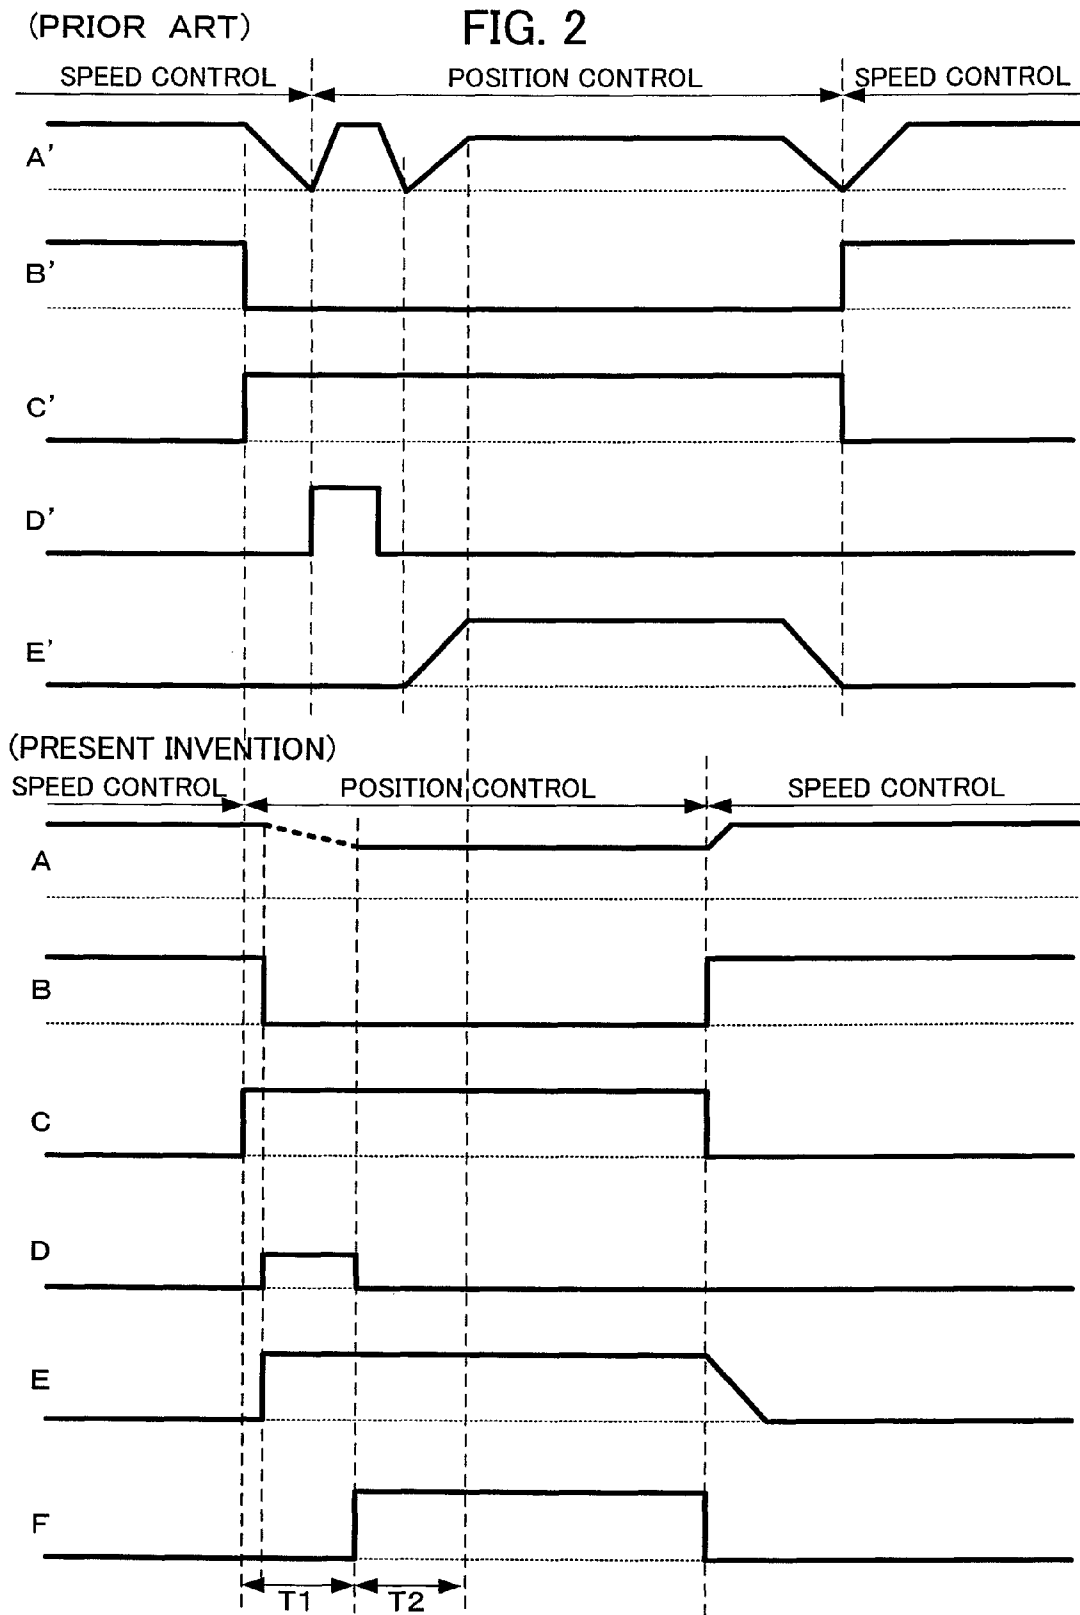 (PRIOR ART) FIG. 2
SPEED CONTROL POSITION CONTROL SPEED CONTROL
A'
B'
C'
D'
E'
(PRESENT INVENTION)
SPEED CONTROL POSITION CONTROL SPEED CONTROL
A
B
C
D
E
F
T1 T2